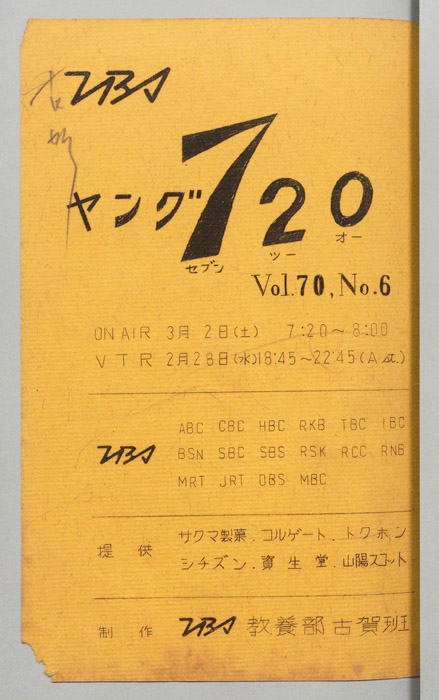 TBS
ヤング720
セブン ツー オー
Vol.70, No.6
ON AIR 3月2日(土) 7:20～8:00
VTR 2月28日(水)18:45～22:45(A st.)
TBS
ABC CBC HBC RKB TBC IBC
BSN SBC SBS RSK RCC RNB
MRT JRT OBS MBC
提供
サクマ製菓.コルゲート.トクホン
シチズン.資生堂.山陽スコット
制作 TBS 教養部古賀班